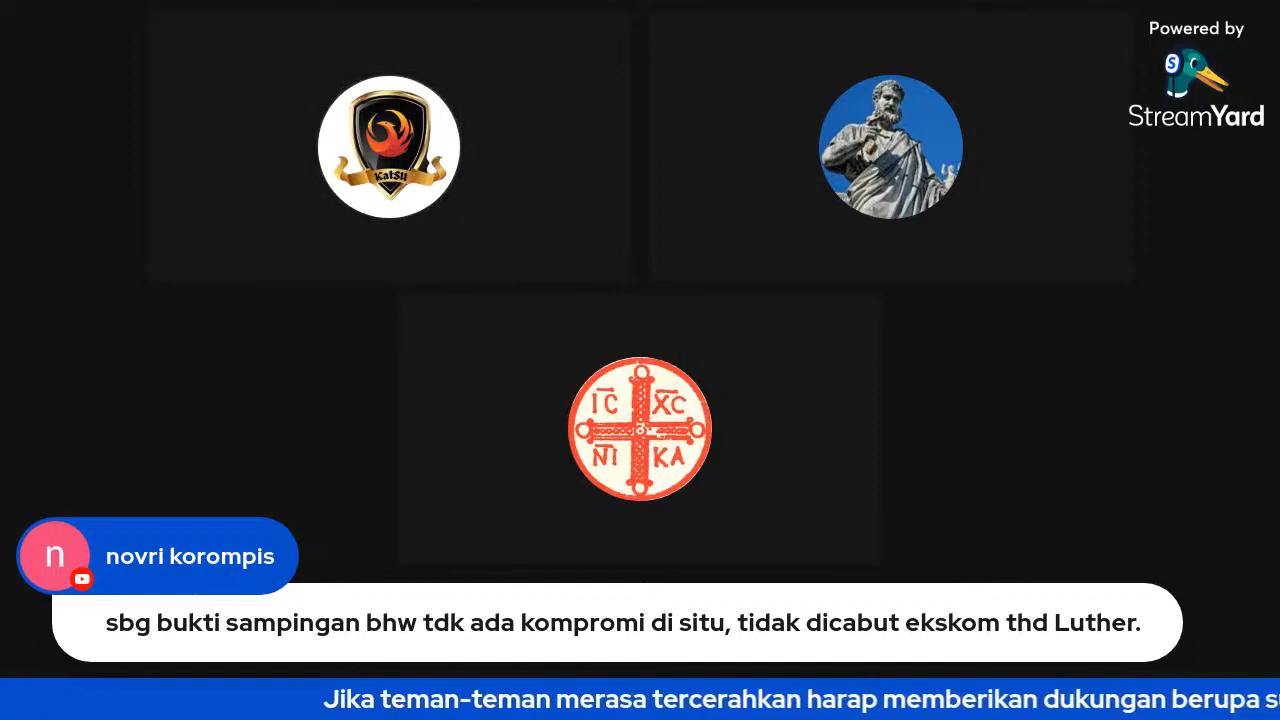 Powered by
StreamYard
KatSU
IC XC
NI KA
n novri korompis
sbg bukti sampingan bhw tdk ada kompromi di situ, tidak dicabut ekskom thd Luther.
Jika teman-teman merasa tercerahkan harap memberikan dukungan berupa s